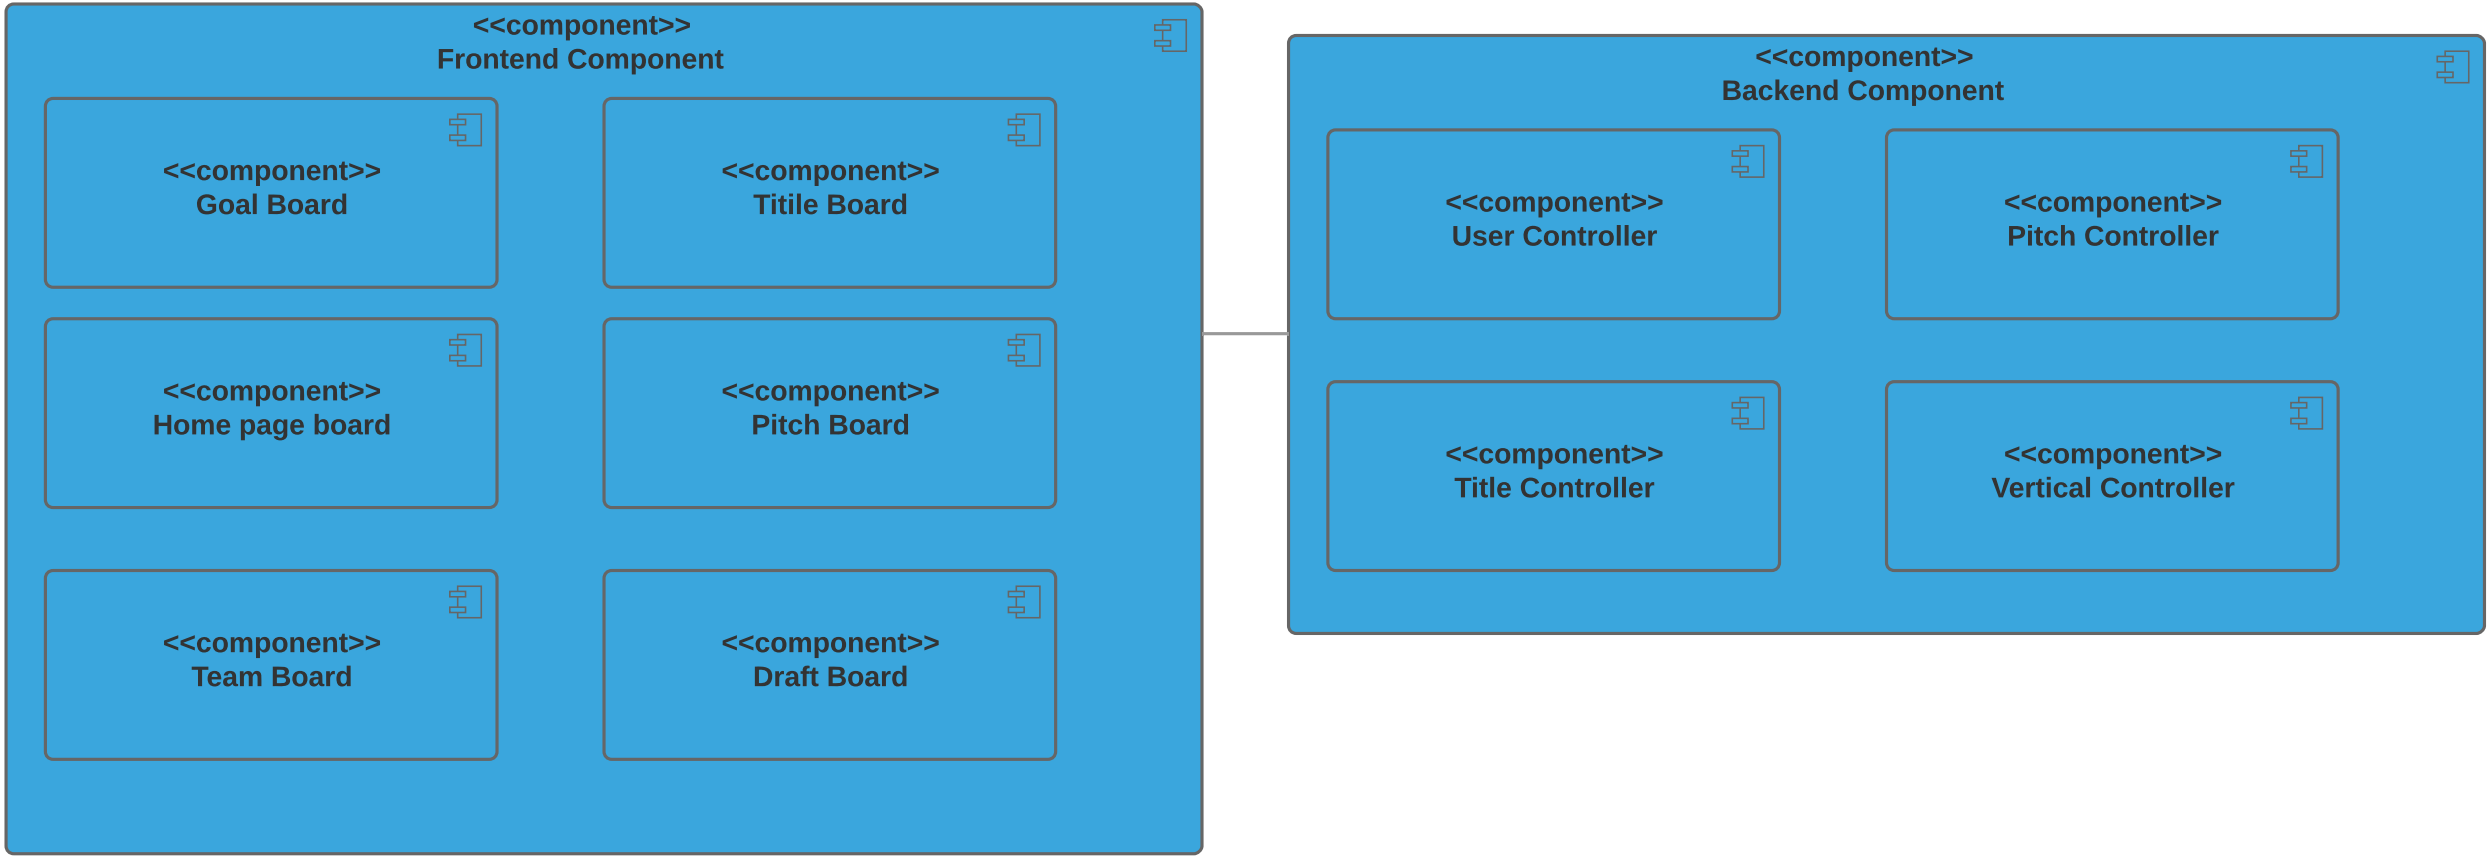 <<component>>
Frontend Component
<<component>>
Goal Board
<<component>>
Titile Board
<<component>>
Home page board
<<component>>
Pitch Board
<<component>>
Team Board
<<component>>
Draft Board
<<component>>
Backend Component
<<component>>
User Controller
<<component>>
Pitch Controller
<<component>>
Title Controller
<<component>>
Vertical Controller